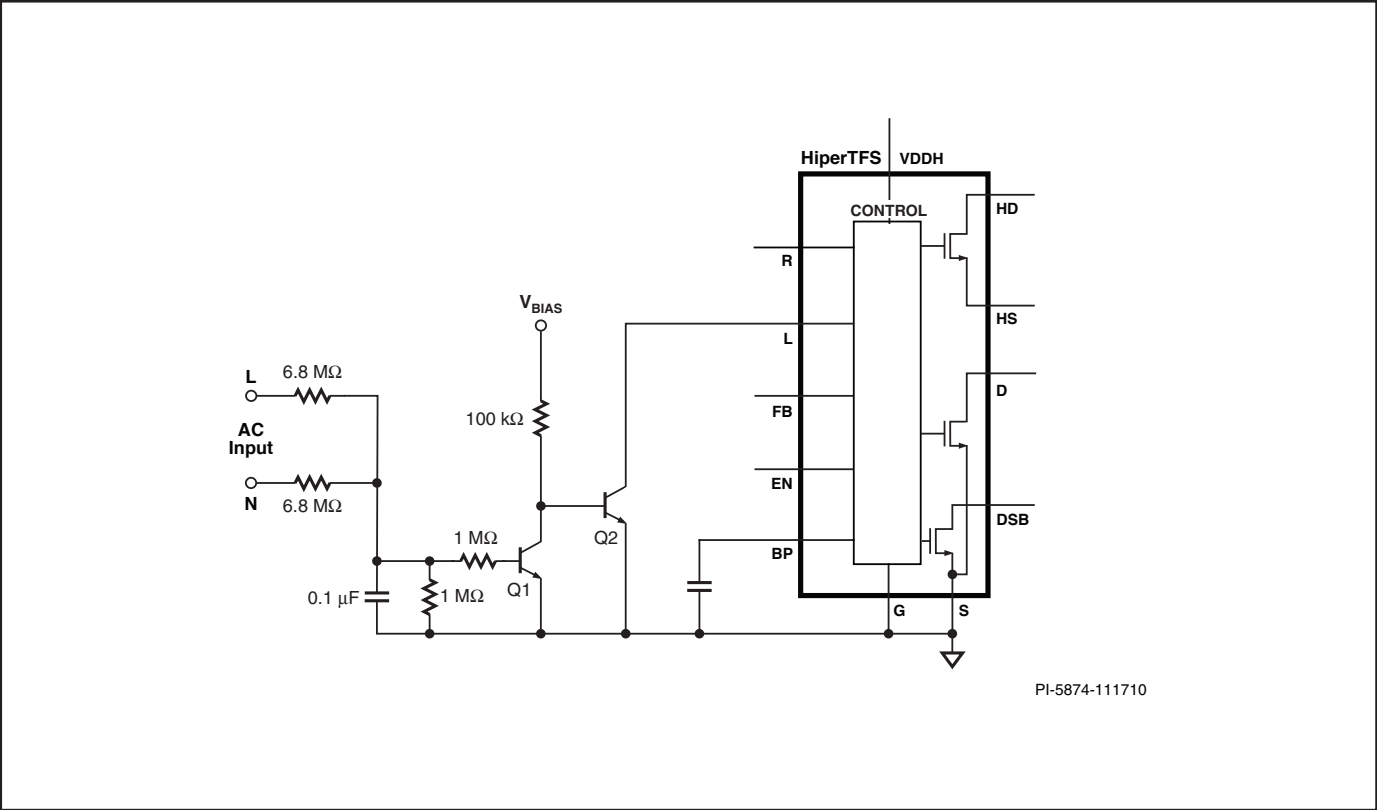 HiperTFS
VDDH
CONTROL
HD
R
HS
V_BIAS
L
D
L
6.8 MΩ
AC
Input
100 kΩ
FB
N
6.8 MΩ
EN
DSB
1 MΩ
Q2
BP
0.1 μF
1 MΩ
Q1
G
S
PI-5874-111710